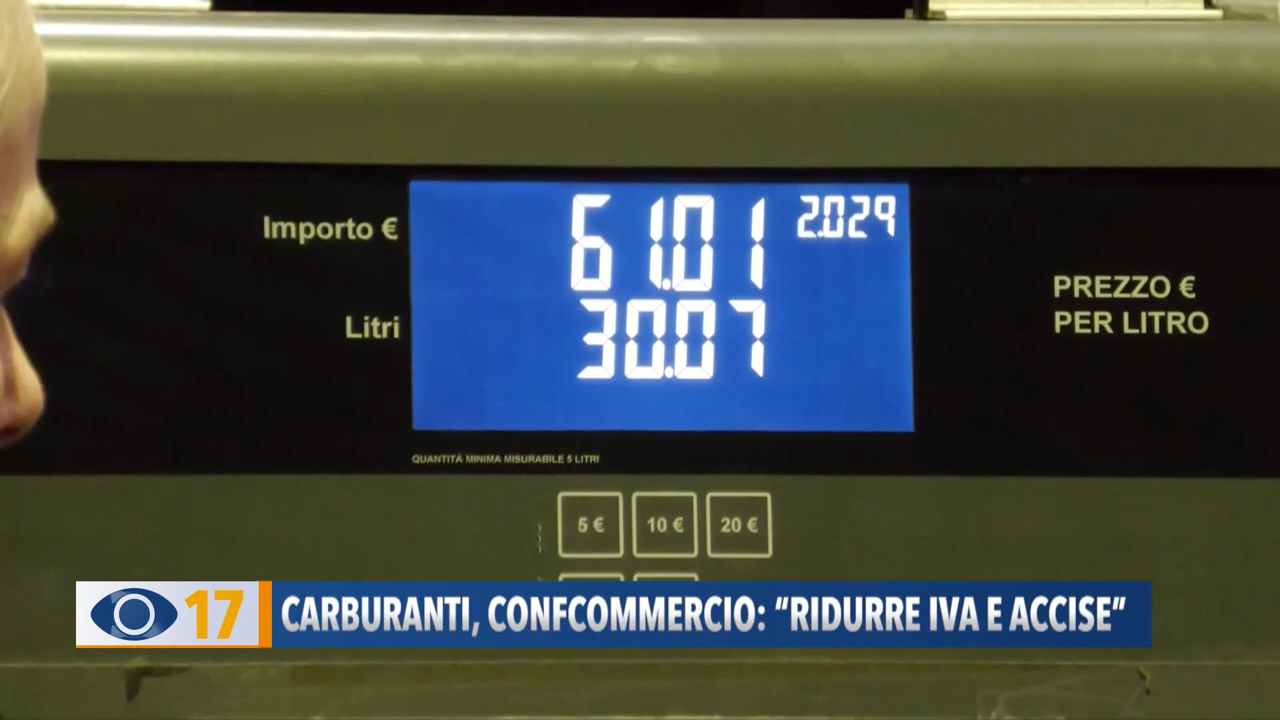 Importo €
61.01
2.029
Litri
30.07
PREZZO €
PER LITRO
QUANTITÁ MINIMA MISURABILE 5 LITRI
5 €
10 €
20 €
17
CARBURANTI, CONFCOMMERCIO: “RIDURRE IVA E ACCISE”